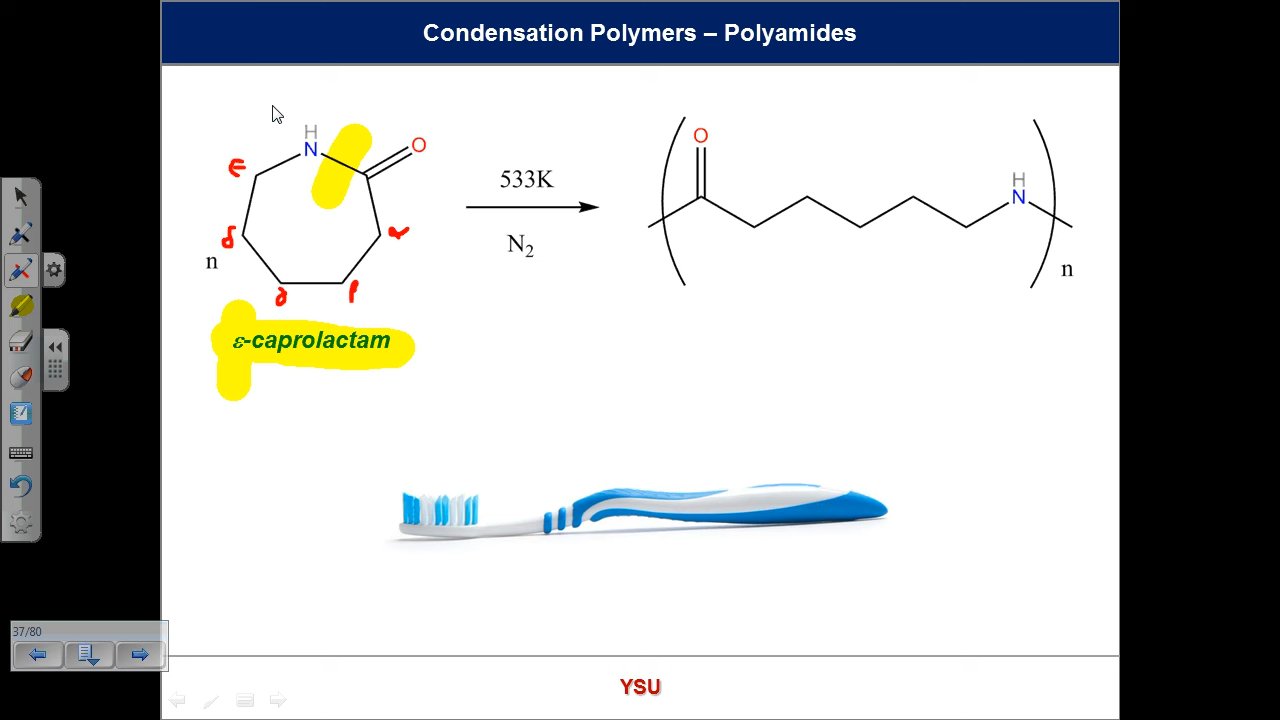 Condensation Polymers – Polyamides
H
N
O
ε
δ
α
n
γ
β
ε-caprolactam
533K
N₂
O
H
N
n
37/80
YSU